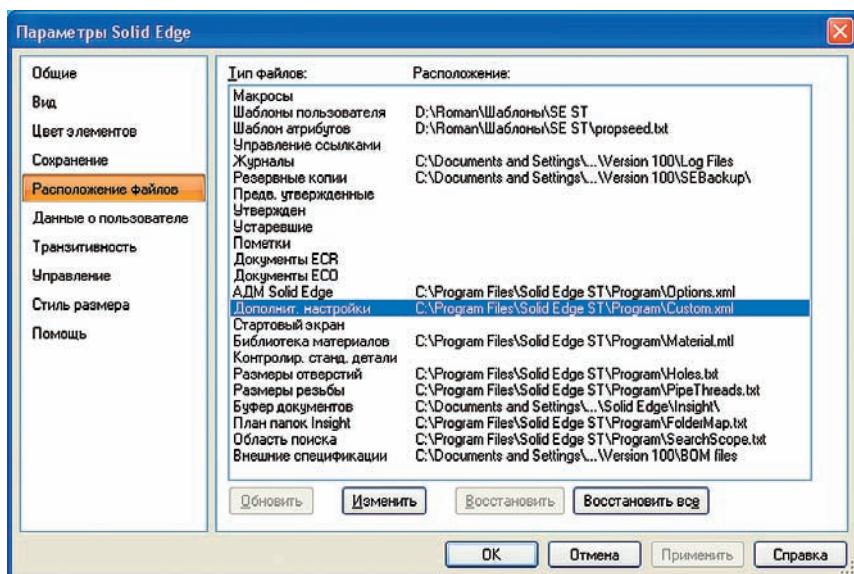 Параметры Solid Edge
Общие
Вид
Цвет элементов
Сохранение
Расположение файлов
Данные о пользователе
Транзитивность
Управление
Стиль размера
Помощь
Тип файлов: Расположение:
Макросы
Шаблоны пользователя D:\Roman\Шаблоны\SE ST
Шаблон атрибутов D:\Roman\Шаблоны\SE ST\propseed.txt
Управление ссылками
Журналы C:\Documents and Settings\...Version 100\Log Files
Резервные копии C:\Documents and Settings\...Version 100\SEBackup\
Предв. утвержденные
Утвержден
Устаревшие
Пометки
Документы ECR
Документы ECO
АДМ Solid Edge C:\Program Files\Solid Edge ST\Program\Options.xml
Дополнит. настройки C:\Program Files\Solid Edge ST\Program\Custom.xml
Стартовый экран
Библиотека материалов C:\Program Files\Solid Edge ST\Program\Material.mtl
Контролир. станд. детали
Размеры отверстий C:\Program Files\Solid Edge ST\Program\Holes.txt
Размеры резьбы C:\Program Files\Solid Edge ST\Program\PipeThreads.txt
Буфер документов C:\Documents and Settings\...\Solid Edge\Insight\
План папок Insight C:\Program Files\Solid Edge ST\Program\FolderMap.txt
Область поиска C:\Program Files\Solid Edge ST\Program\SearchScope.txt
Внешние спецификации C:\Documents and Settings\...Version 100\BOM files
Обновить Изменить Восстановить Восстановить все
OK Отмена Применить Справка